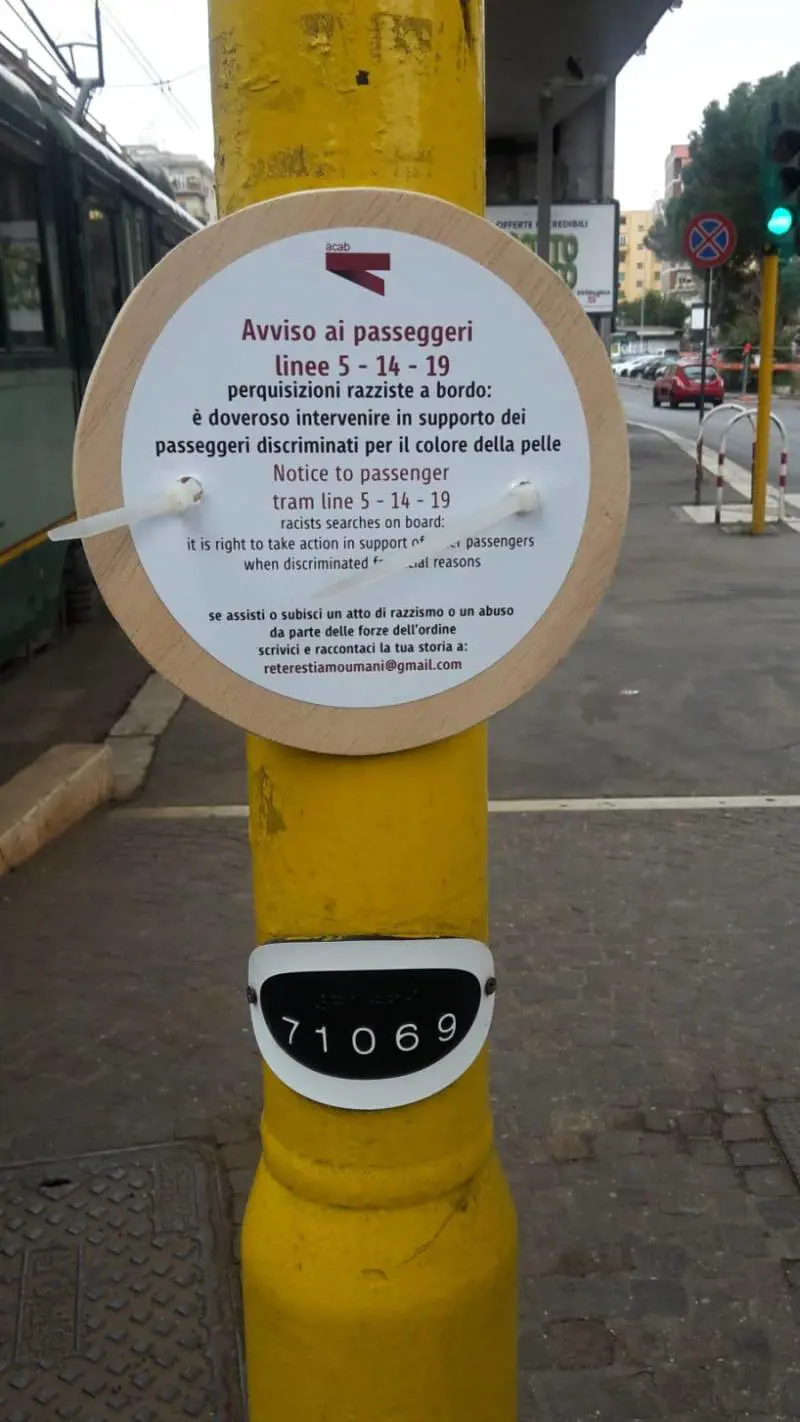 acab
Avviso ai passeggeri
linee 5 - 14 - 19
perquisizioni razziste a bordo:
è doveroso intervenire in supporto dei
passeggeri discriminati per il colore della pelle
Notice to passenger
tram line 5 - 14 - 19
racists searches on board:
it is right to take action in support passengers
when discriminated reasons
se assisti o subisci un atto di razzismo o un abuso
da parte delle forze dell'ordine
scrivici e raccontaci la tua storia a:
reterestiamoumani@gmail.com
71069
OFFERTE